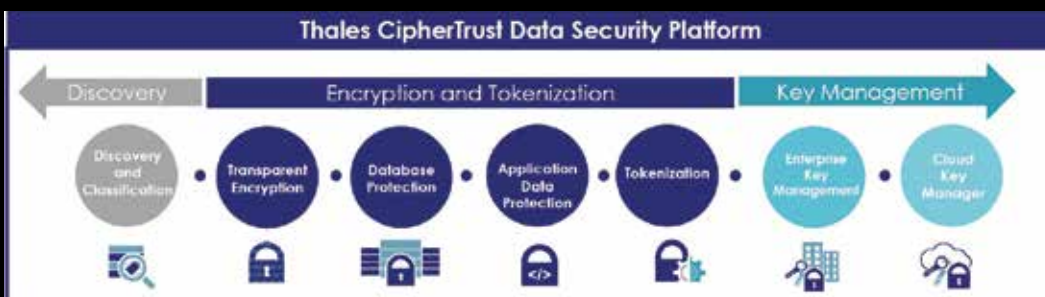 Thales CipherTrust Data Security Platform
Discovery
Encryption and Tokenization
Key Management
Discovery
and
Classification
Transparent
Encryption
Database
Protection
Application
Data
Protection
Tokenization
Enterprise
Key
Management
Cloud
Key
Manager
</>